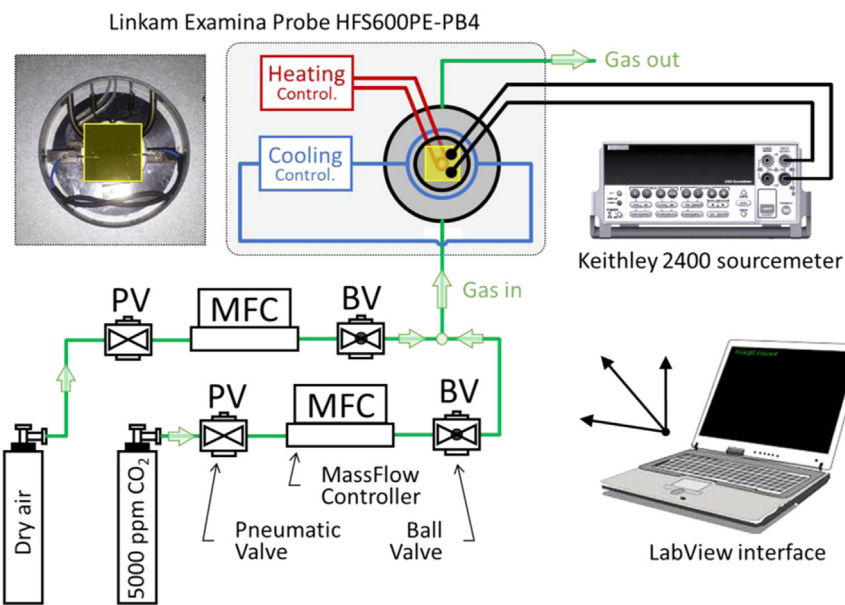 Linkam Examina Probe HFS600PE-PB4
Heating
Control.
Cooling
Control.
Gas out
Keithley 2400 sourcemeter
Gas in
PV
MFC
BV
PV
MFC
BV
Dry air
5000 ppm CO₂
MassFlow
Controller
Pneumatic
Valve
Ball
Valve
LabView interface